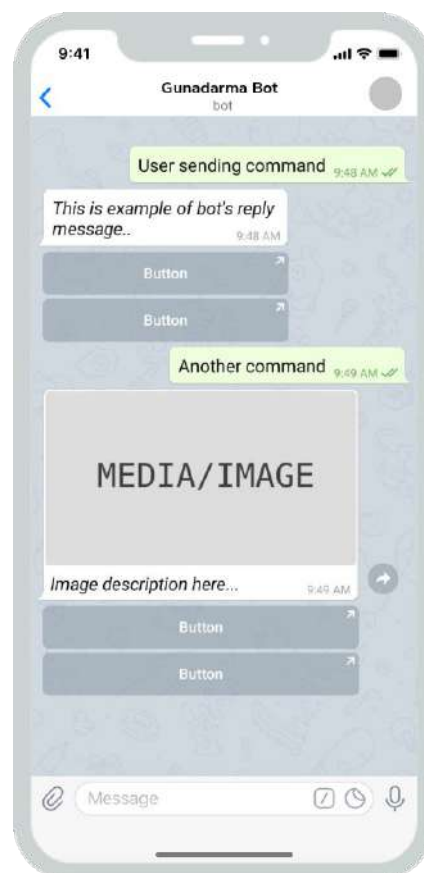 9:41
Gunadarma Bot
bot
User sending command 9:48 AM
This is example of bot's reply
message.. 9:48 AM
Button
Button
Another command 9:49 AM
MEDIA/IMAGE
Image description here... 9:49 AM
Button
Button
Message